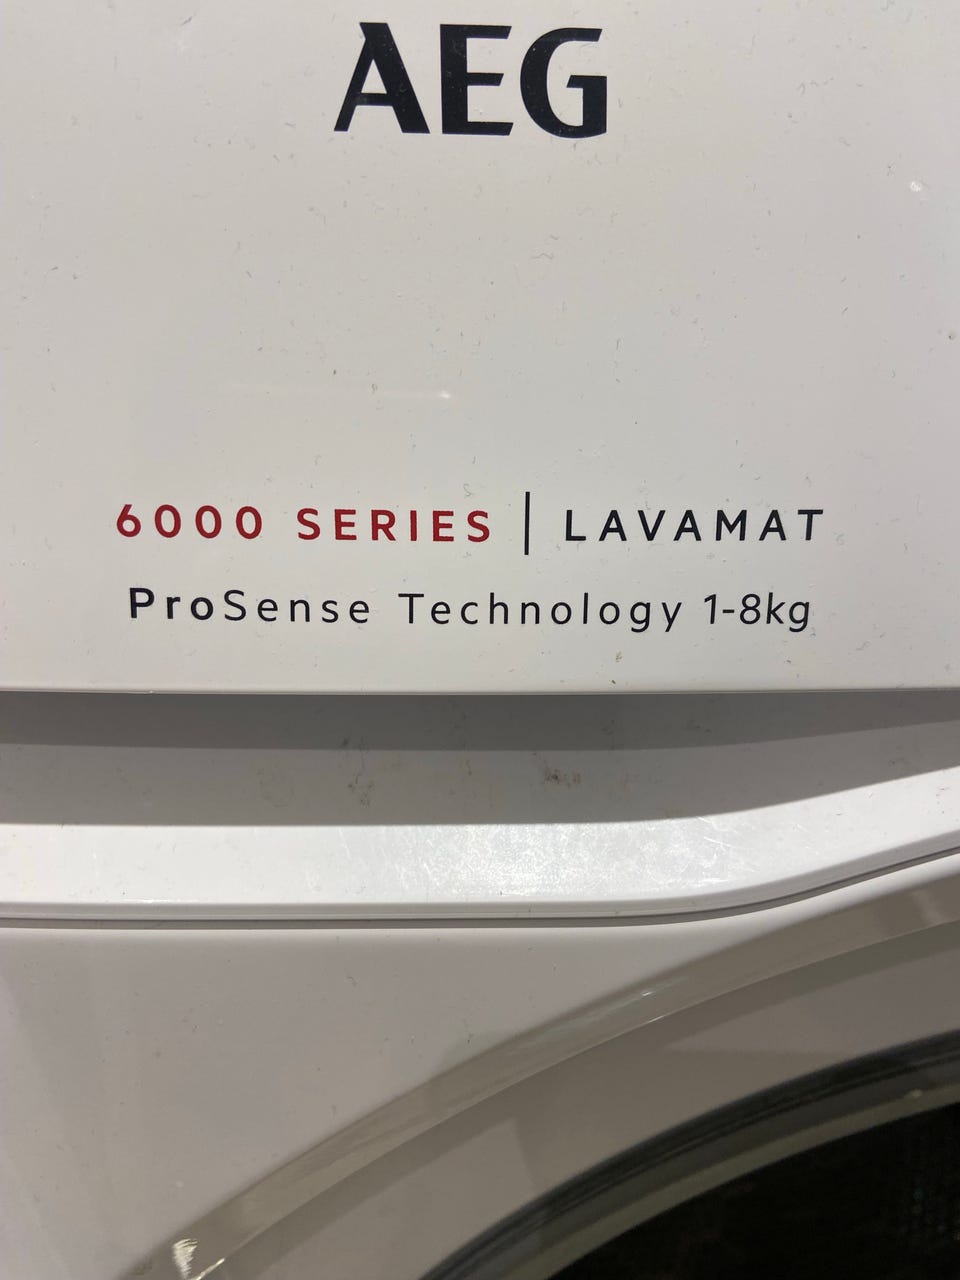 AEG
6000 SERIES | LAVAMAT
ProSense Technology 1-8kg